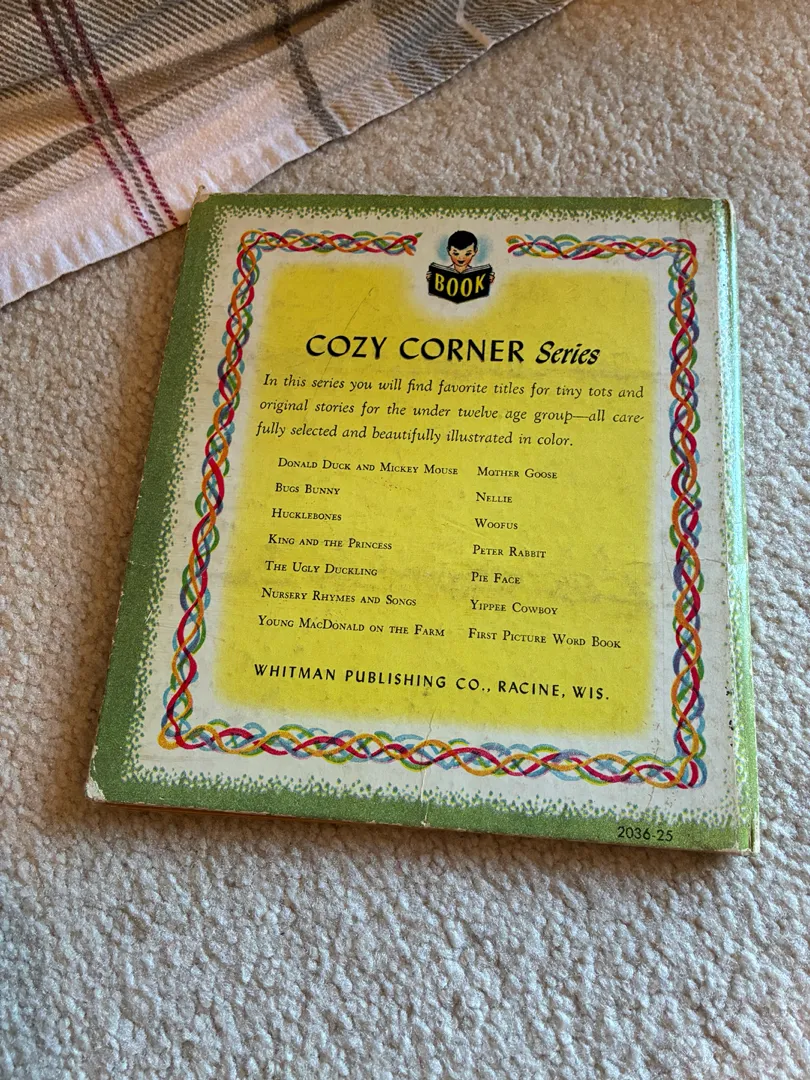 BOOK
COZY CORNER Series
In this series you will find favorite titles for tiny tots and
original stories for the under twelve age group—all care-
fully selected and beautifully illustrated in color.
Donald Duck and Mickey Mouse
Bugs Bunny
Hucklebones
King and the Princess
The Ugly Duckling
Nursery Rhymes and Songs
Young MacDonald on the Farm
Mother Goose
Nellie
Woofus
Peter Rabbit
Pie Face
Yippee Cowboy
First Picture Word Book
WHITMAN PUBLISHING CO., RACINE, WIS.
2036-25